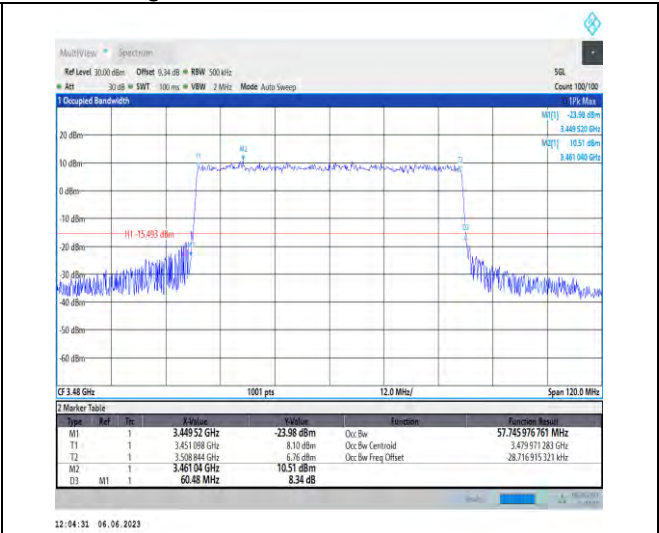 MultiView Spectrum
Ref Level 30.00 dBm Offset 9.34 dB RBW 500 kHz SGL
Att 30 dB SWT 100 ms VBW 2 MHz Mode Auto Sweep Count 100/100
1 Occupied Bandwidth 1Pk Max
M1[1] -23.98 dBm
3.449 520 GHz
M2[1] 10.51 dBm
3.461 040 GHz
20 dBm
M2
T1
10 dBm
0 dBm
-10 dBm
H1 -15.493 dBm
D3
-20 dBm
-30 dBm
-40 dBm
-50 dBm
-60 dBm
CF 3.48 GHz 1001 pts 12.0 MHz/ Span 120.0 MHz
2 Marker Table
Type Ref Trc X-Value Y-Value Function Function Result
M1 1 3.449 52 GHz -23.98 dBm Occ Bw 57.745 976 761 MHz
T1 1 3.451 098 GHz 8.10 dBm Occ Bw Centroid 3.479 971 283 GHz
T2 1 3.508 844 GHz 6.76 dBm Occ Bw Freq Offset -28.716 915 321 kHz
M2 1 3.461 04 GHz 10.51 dBm
D3 M1 1 60.48 MHz 8.34 dB
12:04:31 06.06.2023